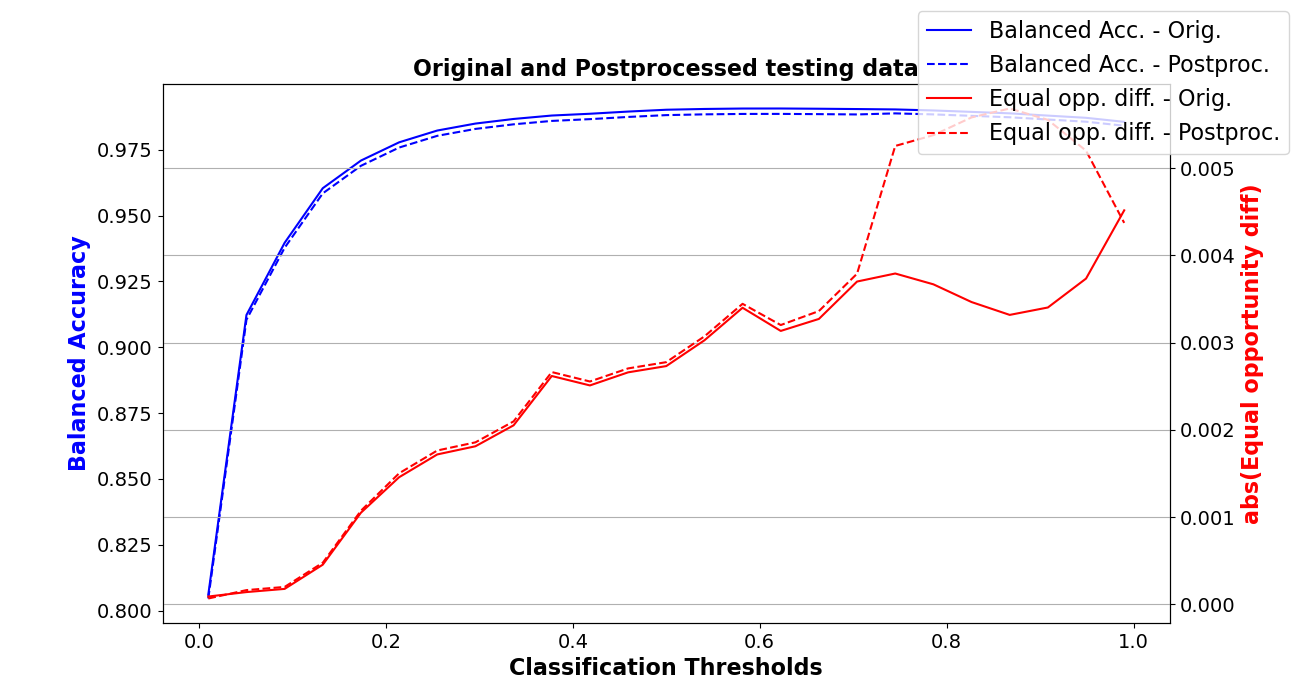 Balanced Acc. - Orig.
Balanced Acc. - Postproc.
Equal opp. diff. - Orig.
Equal opp. diff. - Postproc.
Original and Postprocessed testing data
Balanced Accuracy
0.975
0.950
0.925
0.900
0.875
0.850
0.825
0.800
0.005
0.004
0.003
0.002
0.001
0.000
abs(Equal opportunity diff)
0.0 0.2 0.4 0.6 0.8 1.0
Classification Thresholds